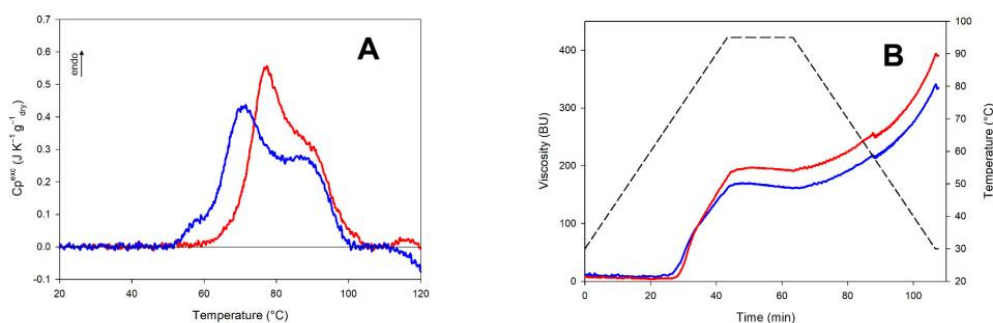 A
endo
Cp^exc (J K⁻¹ g⁻¹_dry)
0.7
0.6
0.5
0.4
0.3
0.2
0.1
0.0
-0.1
20 40 60 80 100 120
Temperature (°C)
B
Viscosity (BU)
400
300
200
100
0
100
90
80
70
60
50
40
30
20
Temperature (°C)
0 20 40 60 80 100
Time (min)